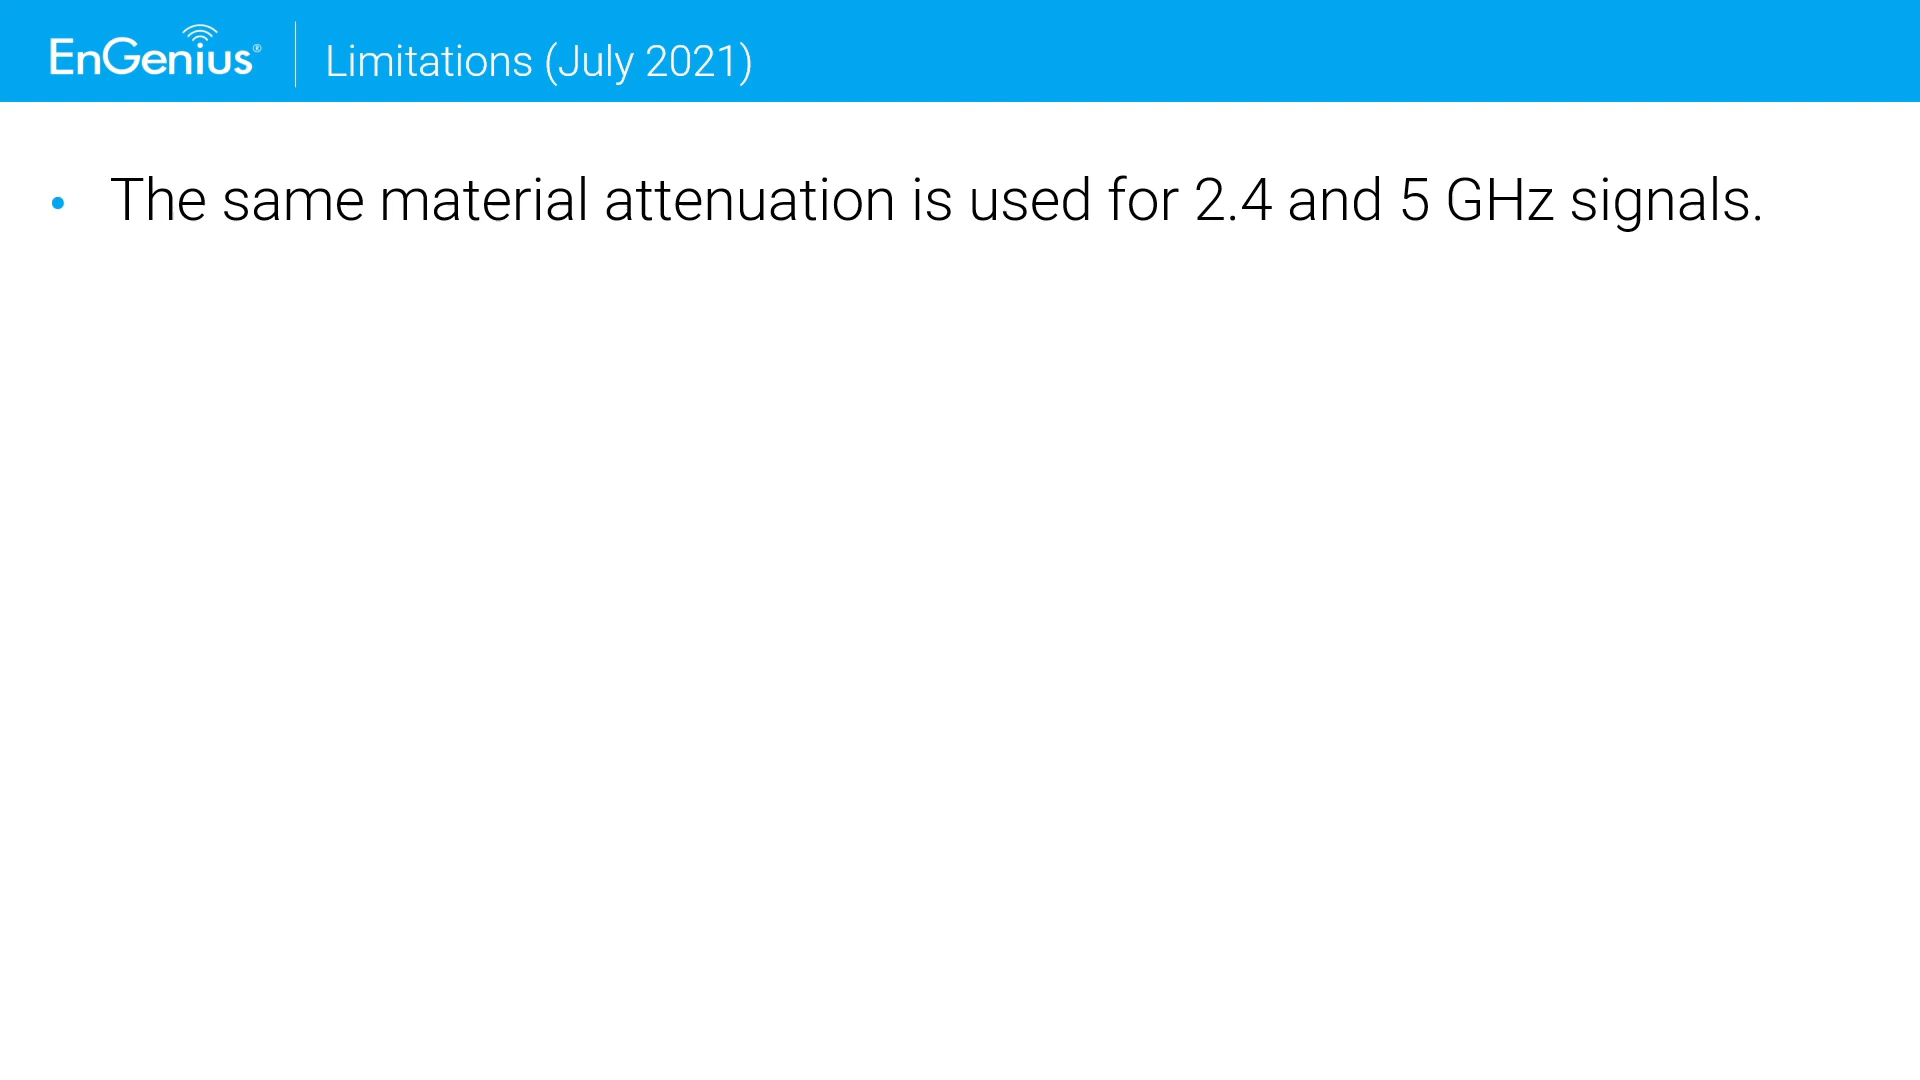 EnGenius®
Limitations (July 2021)
• The same material attenuation is used for 2.4 and 5 GHz signals.